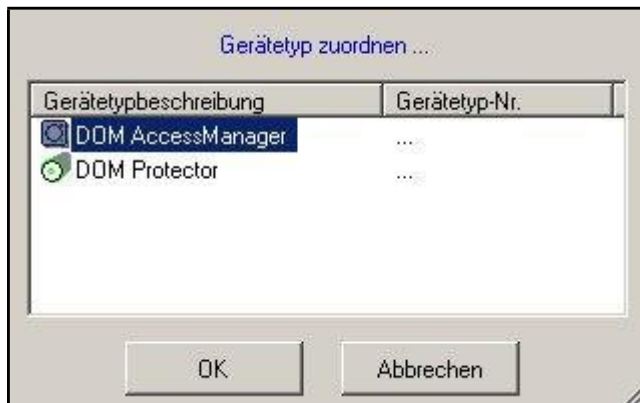 Gerätetyp zuordnen ...
Gerätetypbeschreibung Gerätetyp-Nr.
DOM AccessManager ...
DOM Protector ...
OK Abbrechen